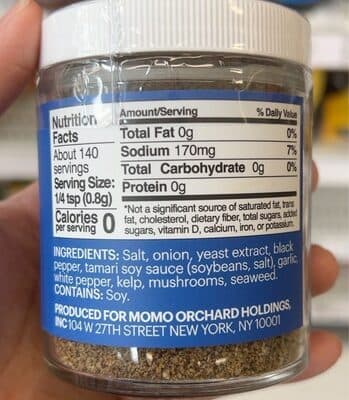 Nutrition
Facts
About 140
servings
Serving Size:
1/4 tsp (0.8g)
Calories 0
per serving
Amount/Serving % Daily Value
Total Fat 0g 0%
Sodium 170mg 7%
Total Carbohydrate 0g 0%
Protein 0g
*Not a significant source of saturated fat, trans
fat, cholesterol, dietary fiber, total sugars, added
sugars, vitamin D, calcium, iron, or potassium.
INGREDIENTS: Salt, onion, yeast extract, black
pepper, tamari soy sauce (soybeans, salt), garlic,
white pepper, kelp, mushrooms, seaweed.
CONTAINS: Soy.
PRODUCED FOR MOMO ORCHARD HOLDINGS,
INC 104 W 27TH STREET NEW YORK, NY 10001